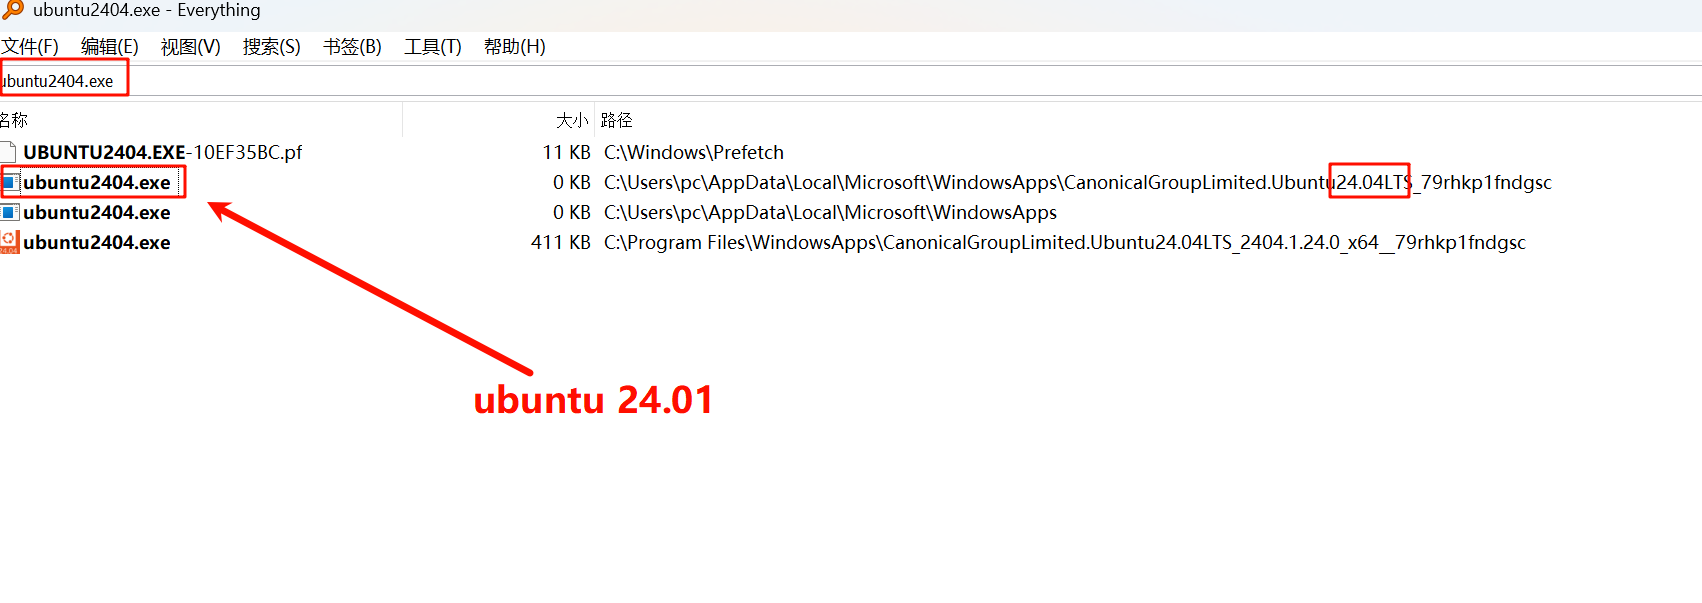 ubuntu2404.exe - Everything
文件(F) 编辑(E) 视图(V) 搜索(S) 书签(B) 工具(T) 帮助(H)
ubuntu2404.exe
名称 大小 路径
UBUNTU2404.EXE-10EF35BC.pf 11 KB C:\Windows\Prefetch
ubuntu2404.exe 0 KB C:\Users\pc\AppData\Local\Microsoft\WindowsApps\CanonicalGroupLimited.Ubuntu24.04LTS_79rhkp1fndgsc
ubuntu2404.exe 0 KB C:\Users\pc\AppData\Local\Microsoft\WindowsApps
ubuntu2404.exe 411 KB C:\Program Files\WindowsApps\CanonicalGroupLimited.Ubuntu24.04LTS_2404.1.24.0_x64__79rhkp1fndgsc
ubuntu 24.01